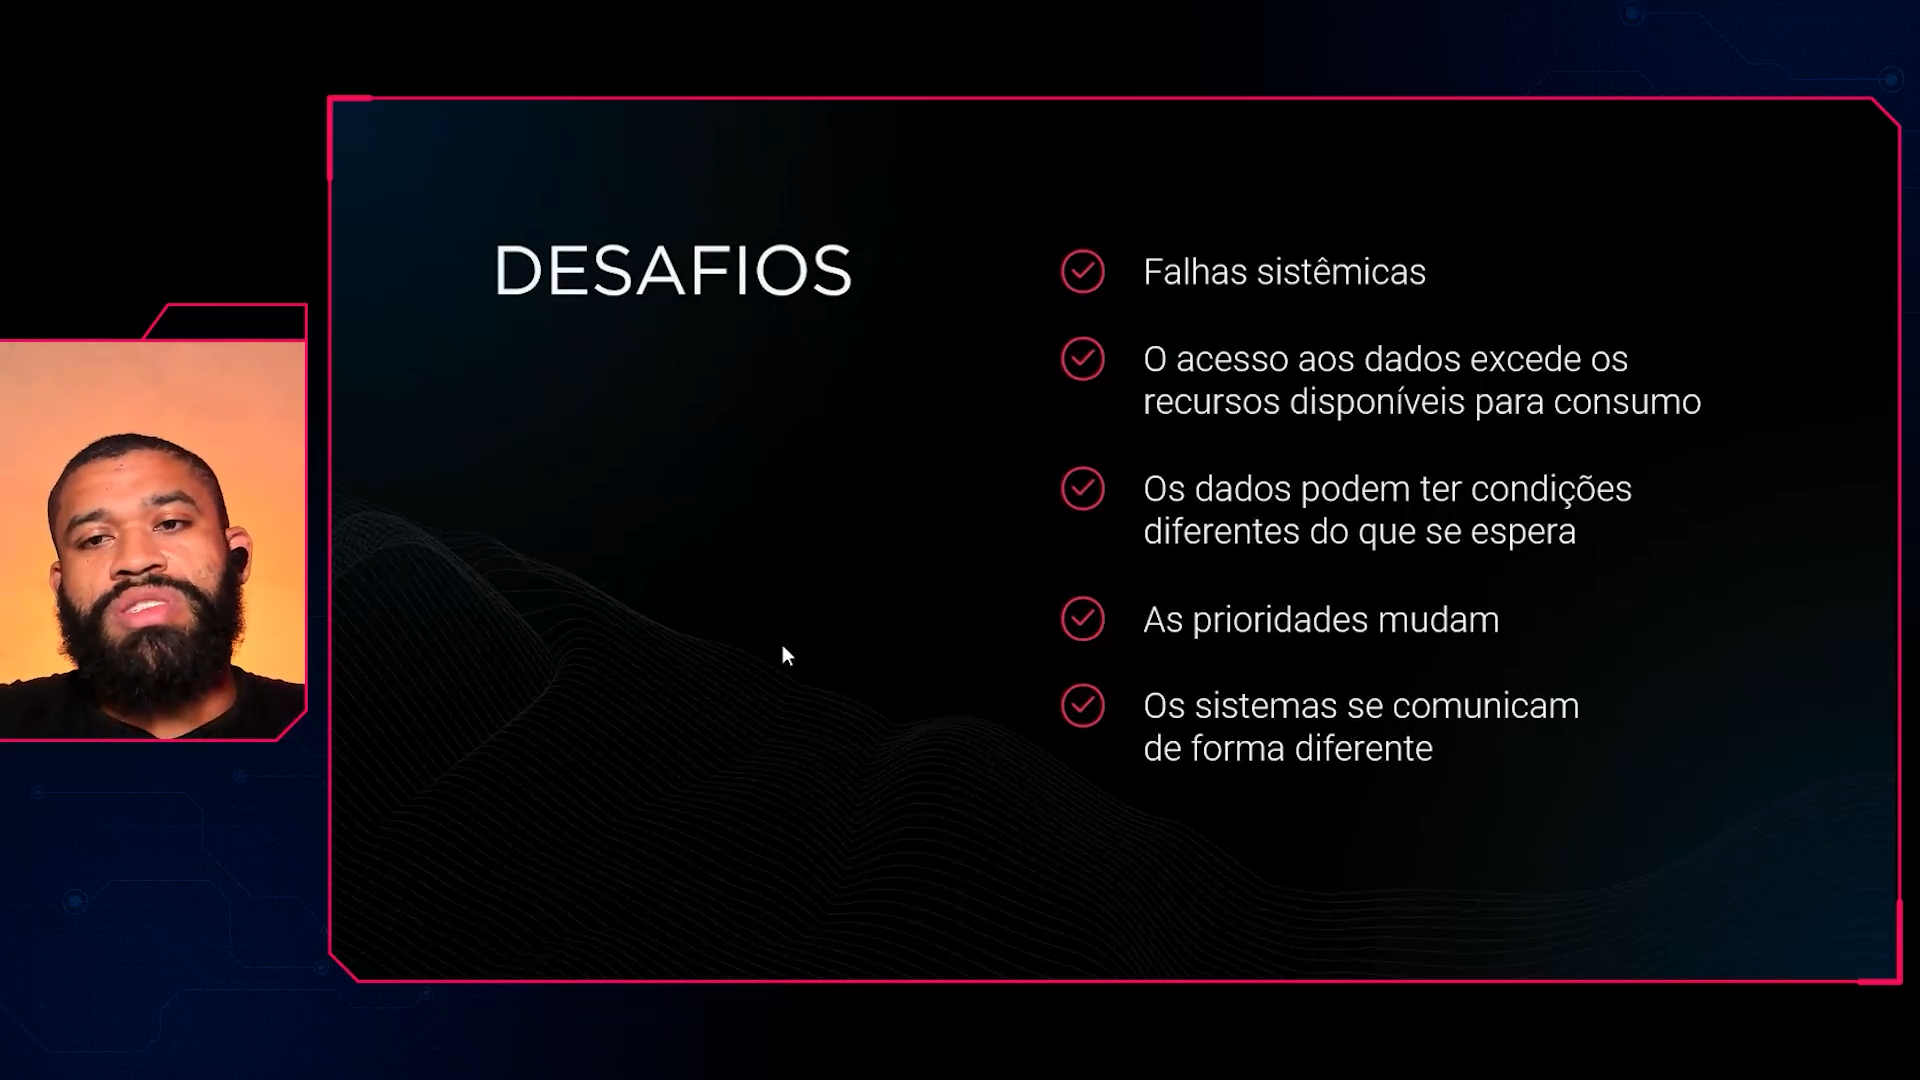 DESAFIOS
Falhas sistêmicas
O acesso aos dados excede os
recursos disponíveis para consumo
Os dados podem ter condições
diferentes do que se espera
As prioridades mudam
Os sistemas se comunicam
de forma diferente